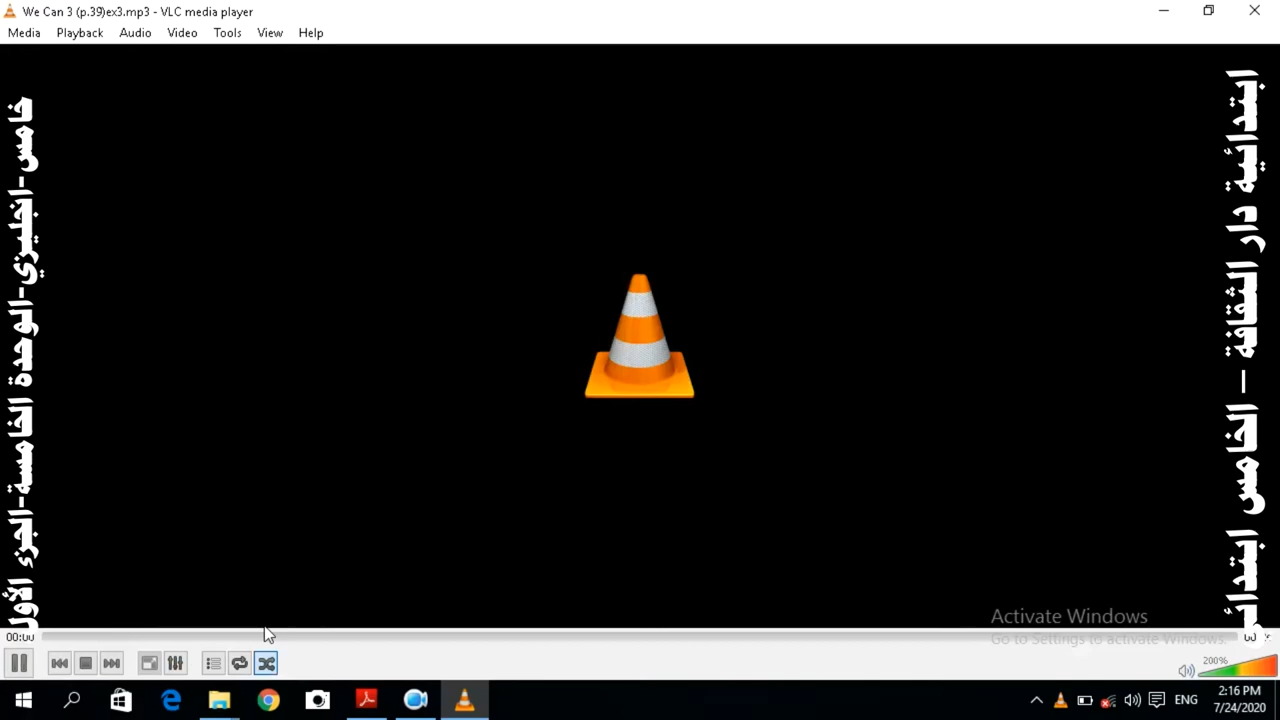 We Can 3 (p.39)ex3.mp3 - VLC media player
Media Playback Audio Video Tools View Help
خامس-انجليزي-الوحدة الخامسة-الجزء الأول
ابتدائية دار الثقافة – الخامس ابتدائي
Activate Windows
Go to Settings to activate Windows.
00:00
200%
ENG
2:16 PM
7/24/2020